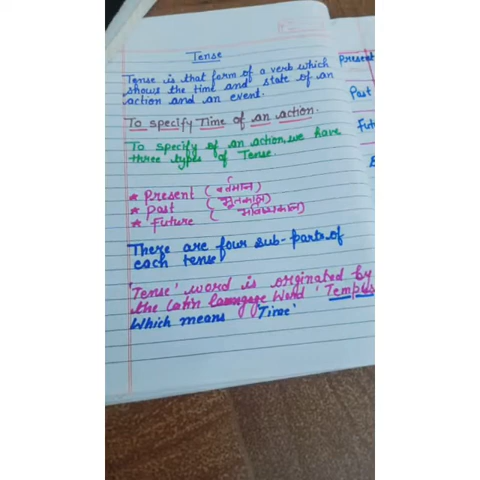 Tense
Tense is that form of a verb which
shows the time and state of an
action and an event.
To specify Time of an action.
To specify of an action, we have
three types of Tense.
★ Present (वर्तमान)
★ Past (भूतकाल)
★ Future (भविष्यकाल)
There are four sub-parts of
each tense
'Tense' word is orginated by
the Latin language Word 'Tempus
Which means 'Time'
Present
Past
Futu